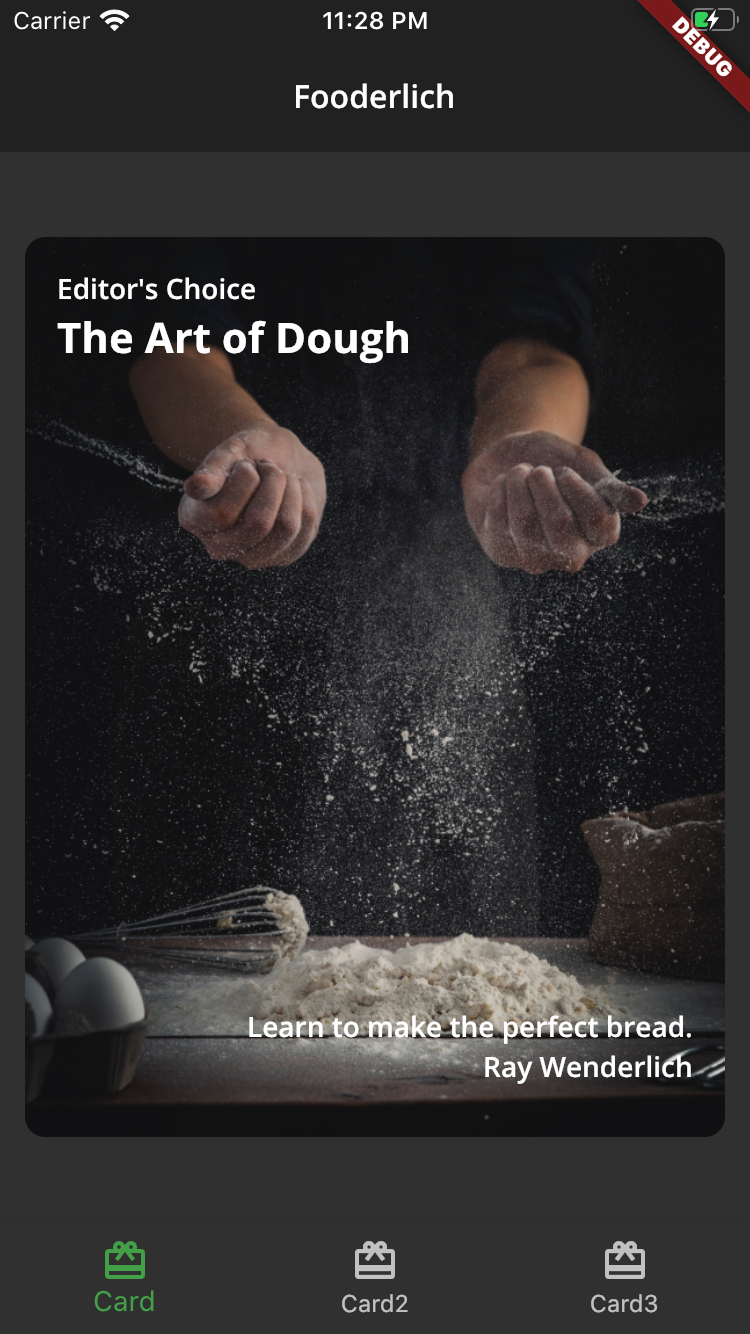 Carrier 11:28 PM
DEBUG
Fooderlich
Editor's Choice
The Art of Dough
Learn to make the perfect bread.
Ray Wenderlich
Card Card2 Card3